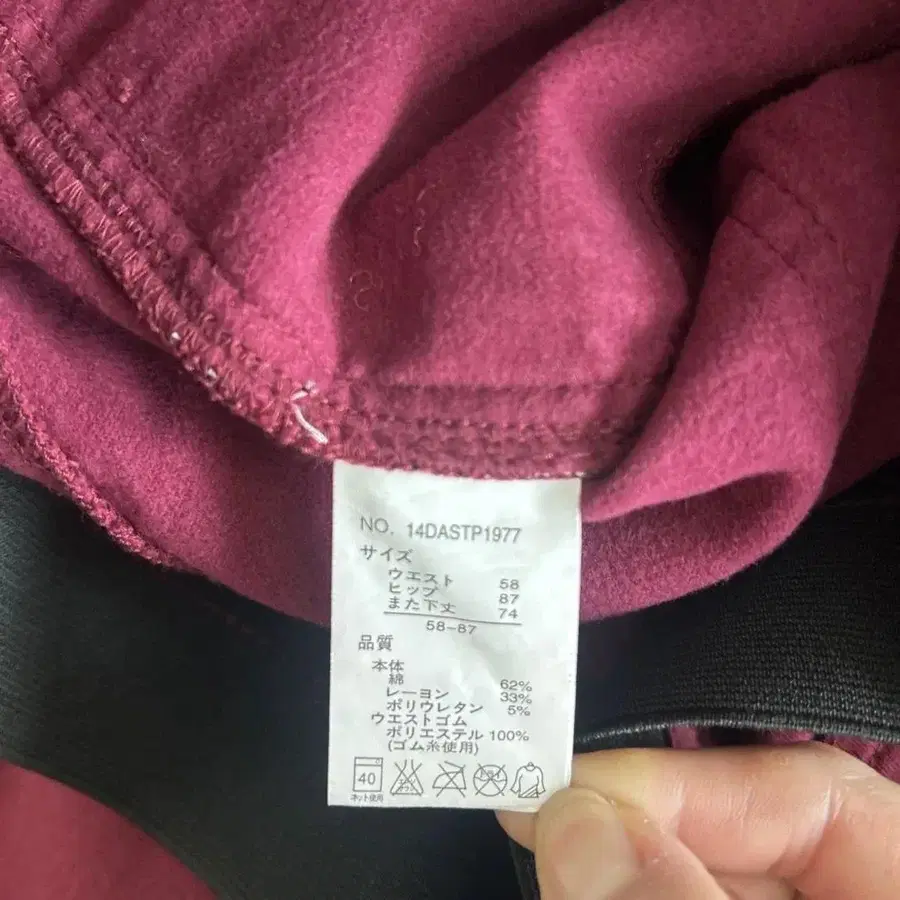 NO. 14DASTP1977
サイズ
ウエスト 58
ヒップ 87
また下丈 74
58-87
品質
本体
綿 62%
レーヨン 33%
ポリウレタン 5%
ウエストゴム
ポリエステル 100%
(ゴム糸使用)
40
ネット使用